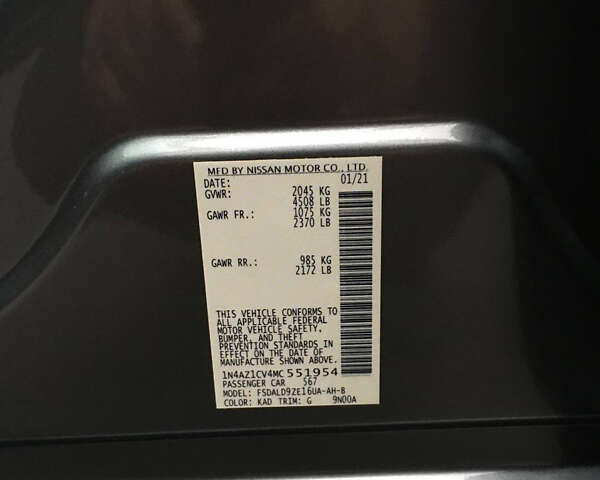 MFD BY NISSAN MOTOR CO., LTD.
DATE: 01/21
GVWR: 2045 KG
4508 LB
GAWR FR.: 1075 KG
2370 LB
GAWR RR.: 985 KG
2172 LB
THIS VEHICLE CONFORMS TO
ALL APPLICABLE FEDERAL
MOTOR VEHICLE SAFETY,
BUMPER, AND THEFT
PREVENTION STANDARDS IN
EFFECT ON THE DATE OF
MANUFACTURE SHOWN ABOVE.
1N4AZ1CV4MC551954
PASSENGER CAR 567
MODEL: FSDALD9ZE16UA-AH-B
COLOR: KAD TRIM: G 9N00A